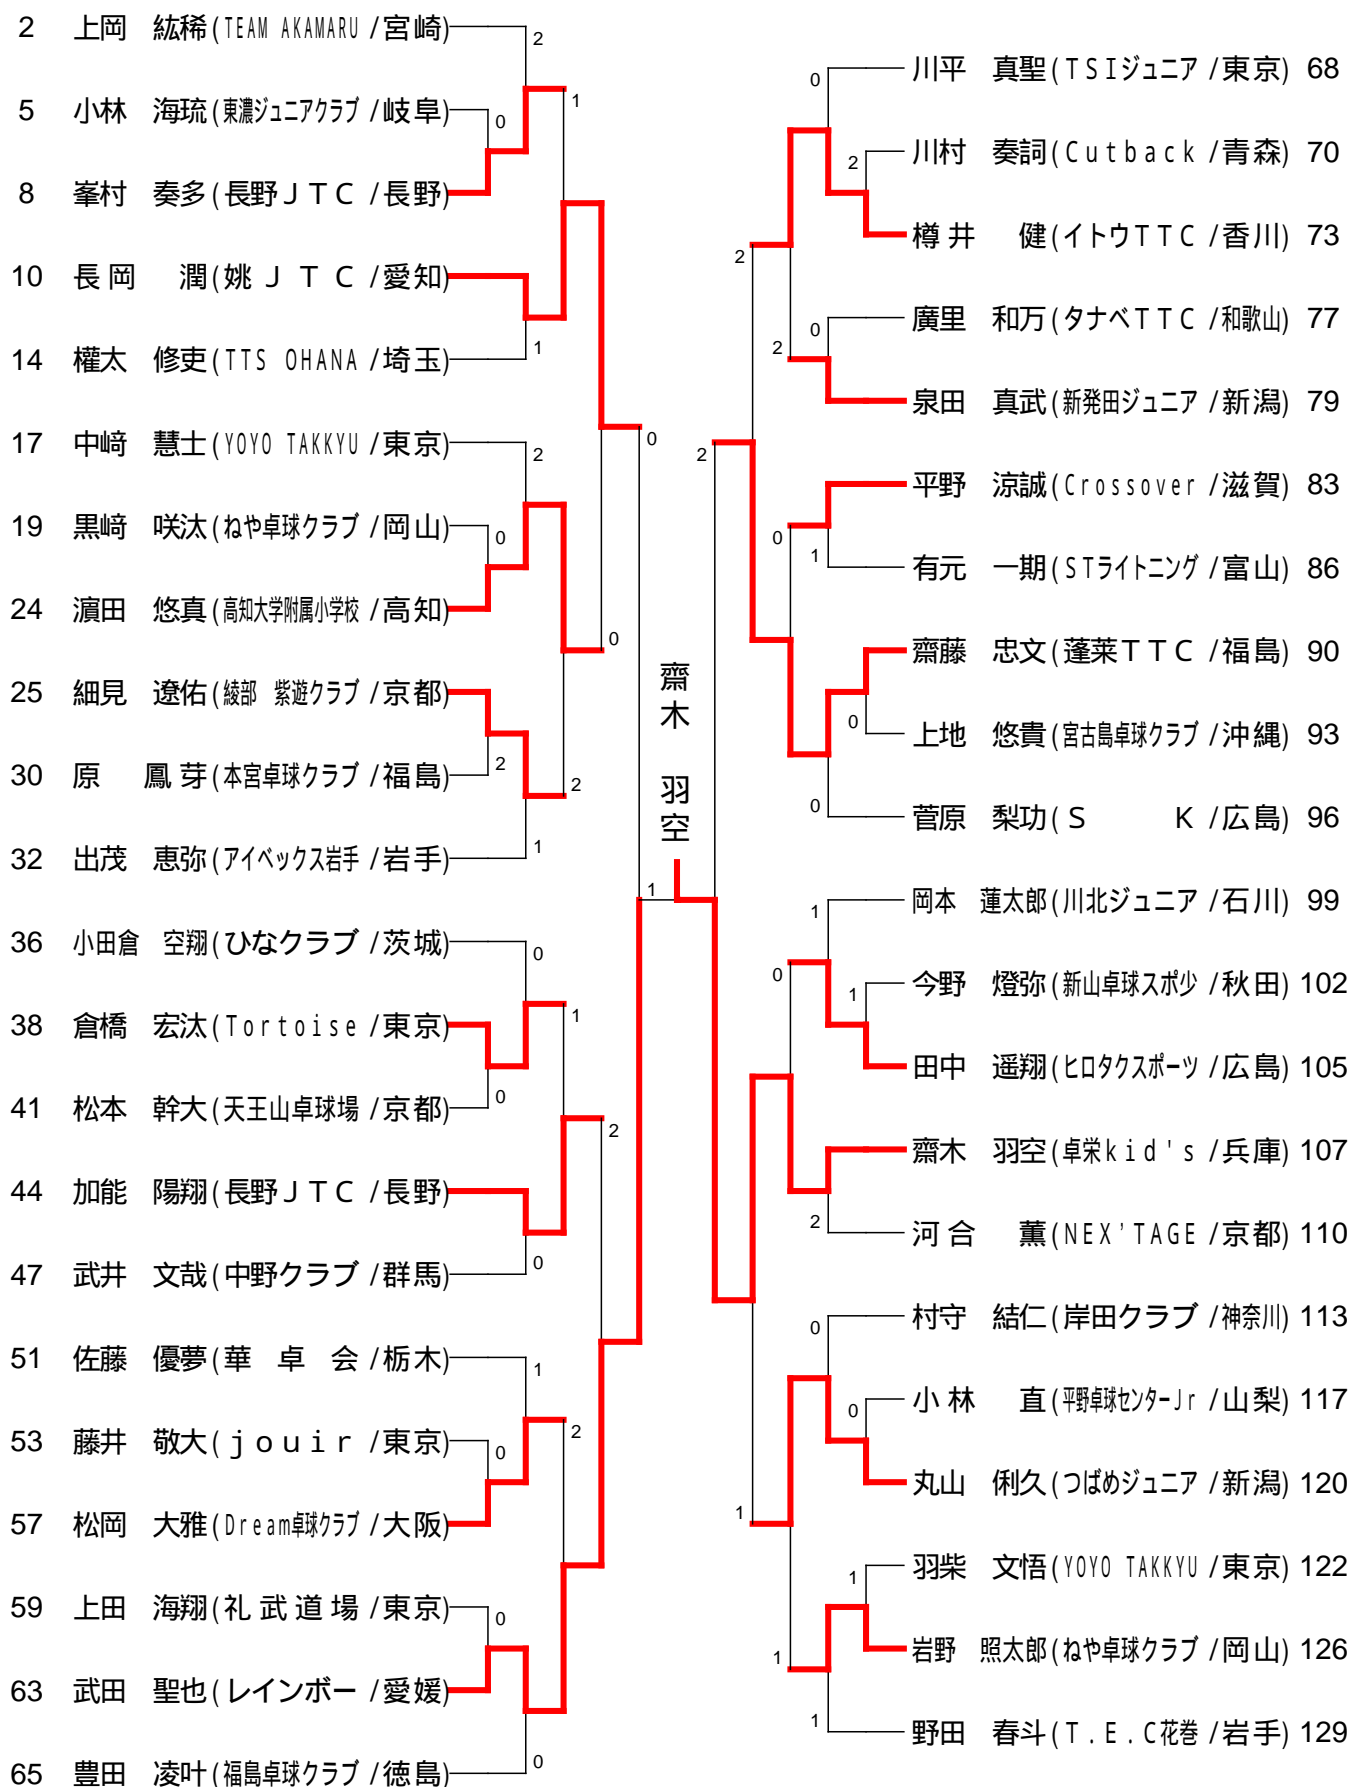 2 上岡 紘稀(TEAM AKAMARU /宮崎)
5 小林 海琉(東濃ジュニアクラブ /岐阜)
8 峯村 奏多(長野JTC /長野)
10 長岡 潤(姚JTC /愛知)
14 權太 修吏(TTS OHANA /埼玉)
17 中﨑 慧士(YOYO TAKKYU /東京)
19 黒﨑 咲汰(ねや卓球クラブ /岡山)
24 濵田 悠真(高知大学附属小学校 /高知)
25 細見 遼佑(綾部 紫遊クラブ /京都)
30 原 鳳芽(本宮卓球クラブ /福島)
32 出茂 恵弥(アイベックス岩手 /岩手)
36 小田倉 空翔(ひなクラブ /茨城)
38 倉橋 宏汰(Tortoise /東京)
41 松本 幹大(天王山卓球場 /京都)
44 加能 陽翔(長野JTC /長野)
47 武井 文哉(中野クラブ /群馬)
51 佐藤 優夢(華卓会 /栃木)
53 藤井 敬大(jouir /東京)
57 松岡 大雅(Dream卓球クラブ /大阪)
59 上田 海翔(礼武道場 /東京)
63 武田 聖也(レインボー /愛媛)
65 豊田 凌叶(福島卓球クラブ /徳島)
2
0
1
1
2
0
0
2
2
1
0
0
0
1
0
2
1
0
2
0
0
1
齋木 羽空
川平 真聖(TSIジュニア /東京) 68
川村 奏詞(Cutback /青森) 70
樽井 健(イトウTTC /香川) 73
廣里 和万(タナベTTC /和歌山) 77
泉田 真武(新発田ジュニア /新潟) 79
平野 涼誠(Crossover /滋賀) 83
有元 一期(STライトニング /富山) 86
齋藤 忠文(蓬莱TTC /福島) 90
上地 悠貴(宮古島卓球クラブ /沖縄) 93
菅原 梨功(S K /広島) 96
岡本 蓮太郎(川北ジュニア /石川) 99
今野 燈弥(新山卓球スポ少 /秋田) 102
田中 遥翔(ヒロタクスポーツ /広島) 105
齋木 羽空(卓栄kid's /兵庫) 107
河合 薫(NEX'TAGE /京都) 110
村守 結仁(岸田クラブ /神奈川) 113
小林 直(平野卓球センターJr /山梨) 117
丸山 俐久(つばめジュニア /新潟) 120
羽柴 文悟(YOYO TAKKYU /東京) 122
岩野 照太郎(ねや卓球クラブ /岡山) 126
野田 春斗(T.E.C花巻 /岩手) 129
0
2
2
0
2
2
0
1
0
0
1
0
1
2
0
0
1
1
1
1